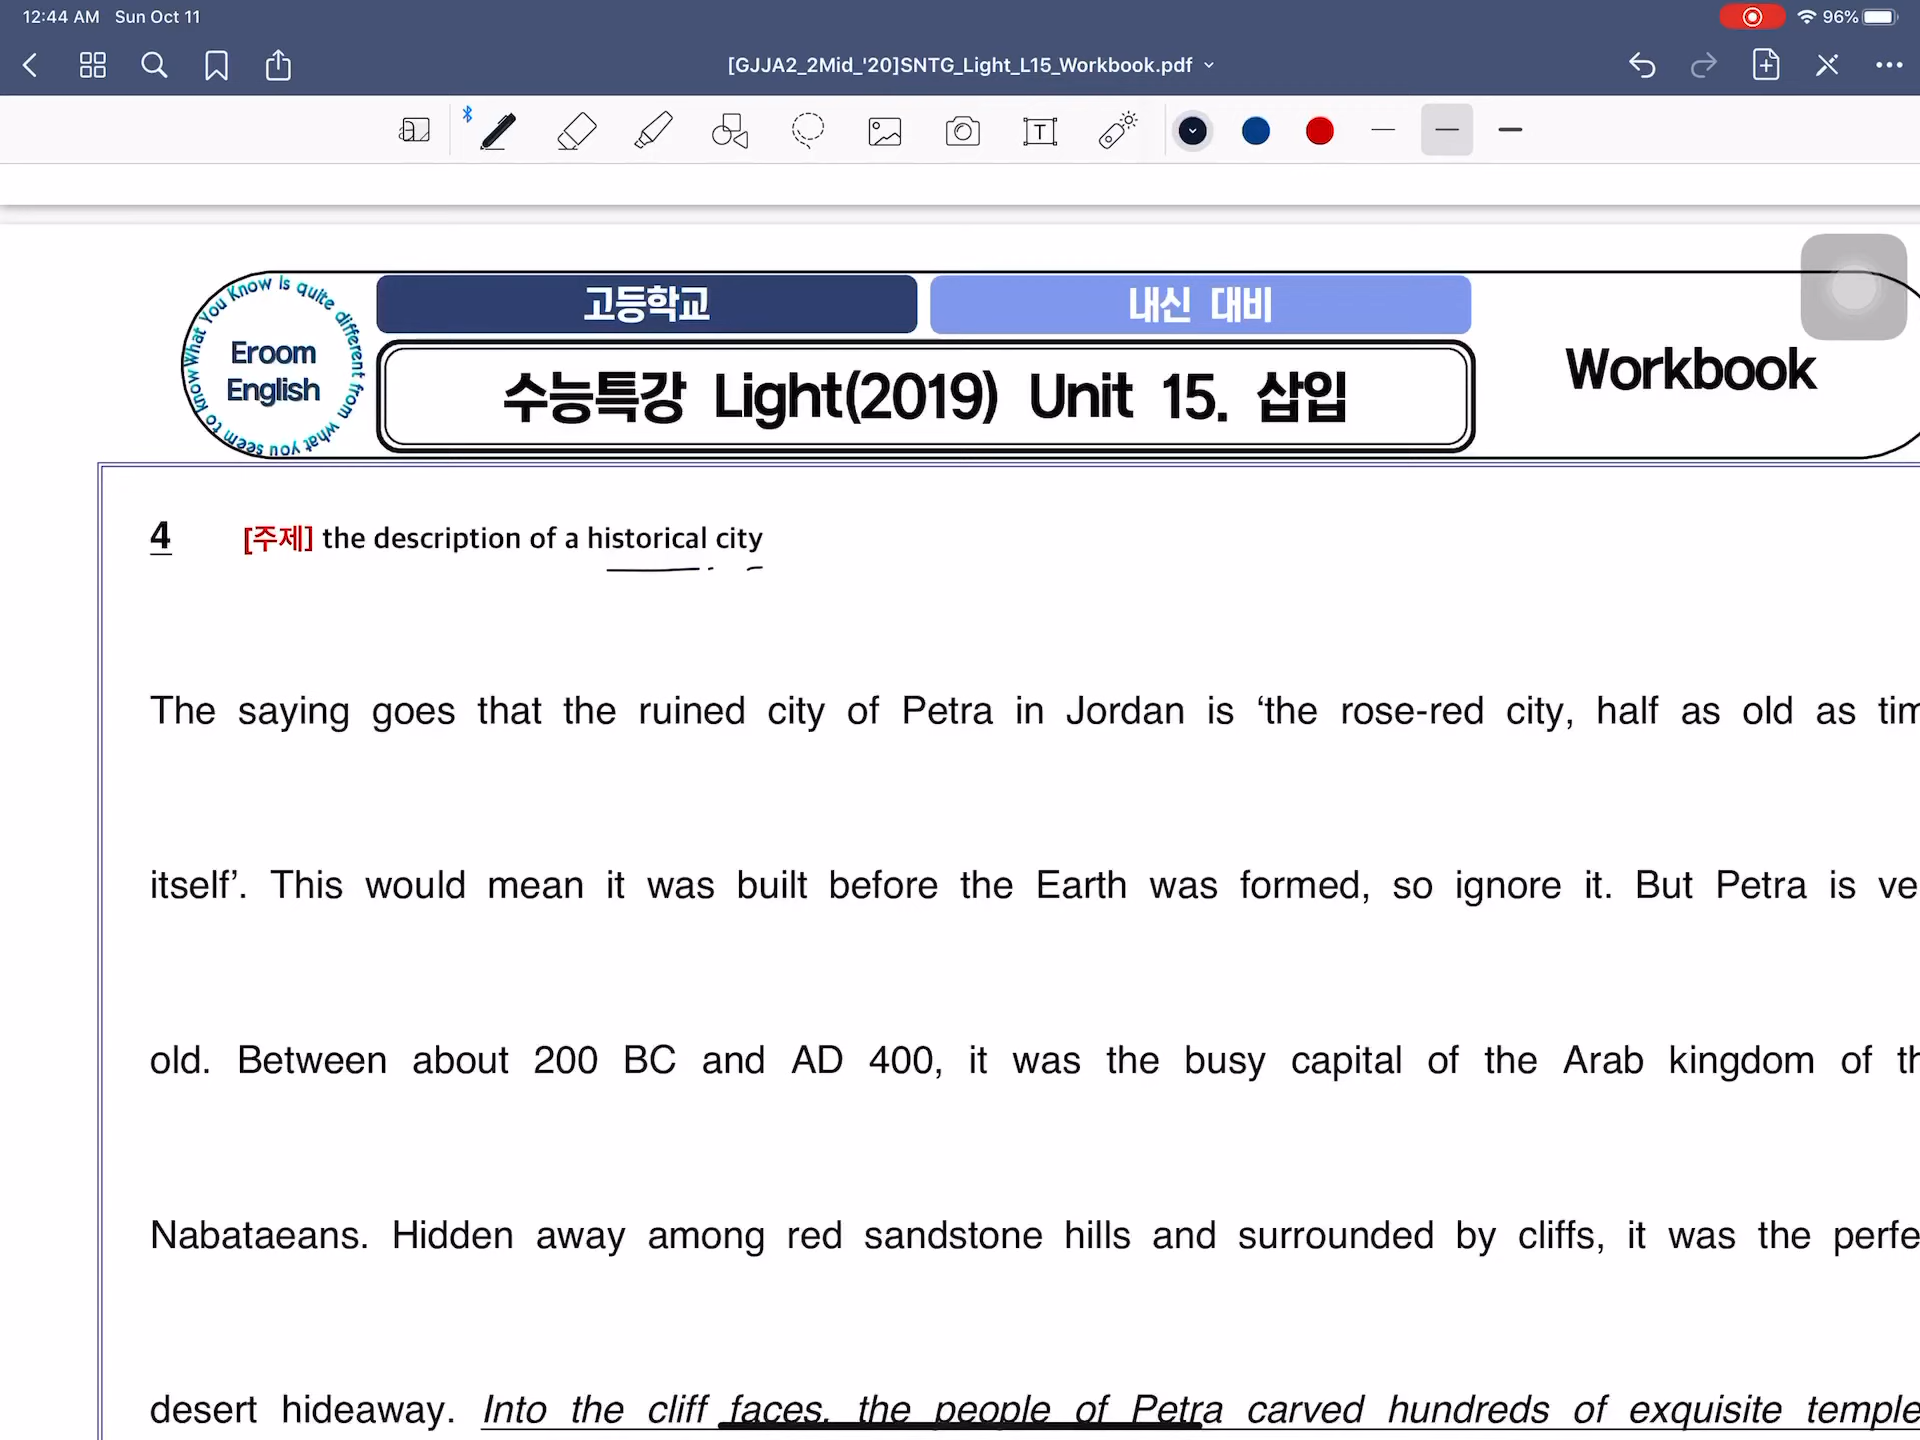 12:44 AM Sun Oct 11
96%
[GJJA2_2Mid_'20]SNTG_Light_L15_Workbook.pdf
What You Know is quite different from what you seem to know
Eroom
English
고등학교
내신 대비
수능특강 Light(2019) Unit 15. 삽입
Workbook
4 [주제] the description of a historical city
The saying goes that the ruined city of Petra in Jordan is ‘the rose-red city, half as old as tim
itself’. This would mean it was built before the Earth was formed, so ignore it. But Petra is ve
old. Between about 200 BC and AD 400, it was the busy capital of the Arab kingdom of th
Nabataeans. Hidden away among red sandstone hills and surrounded by cliffs, it was the perfe
desert hideaway. Into the cliff faces, the people of Petra carved hundreds of exquisite temple